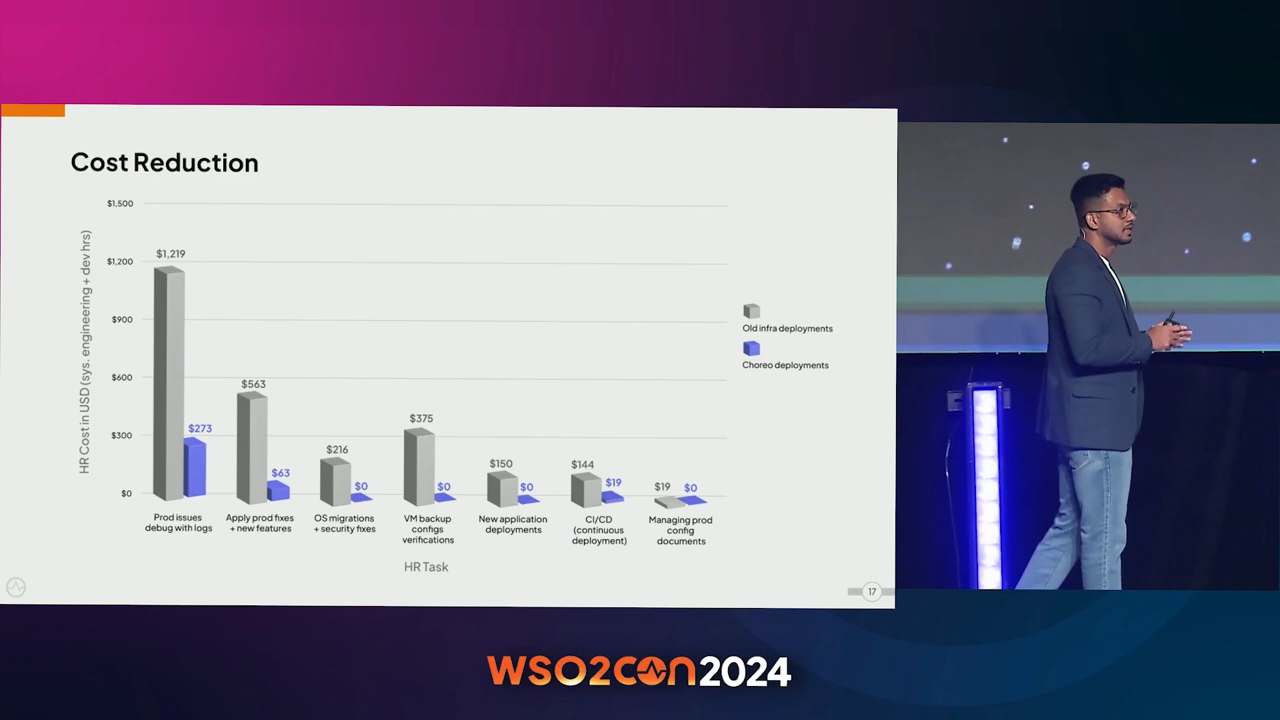 Cost Reduction
HR Cost in USD (sys. engineering + dev hrs)
$1,500
$1,200
$900
$600
$300
$0
$1,219
$273
$563
$63
$216
$0
$375
$0
$150
$0
$144
$19
$19
$0
Prod issues
debug with logs
Apply prod fixes
+ new features
OS migrations
+ security fixes
VM backup
configs
verifications
New application
deployments
CI/CD
(continuous
deployment)
Managing prod
config
documents
HR Task
Old infra deployments
Choreo deployments
17
WSO2CON2024